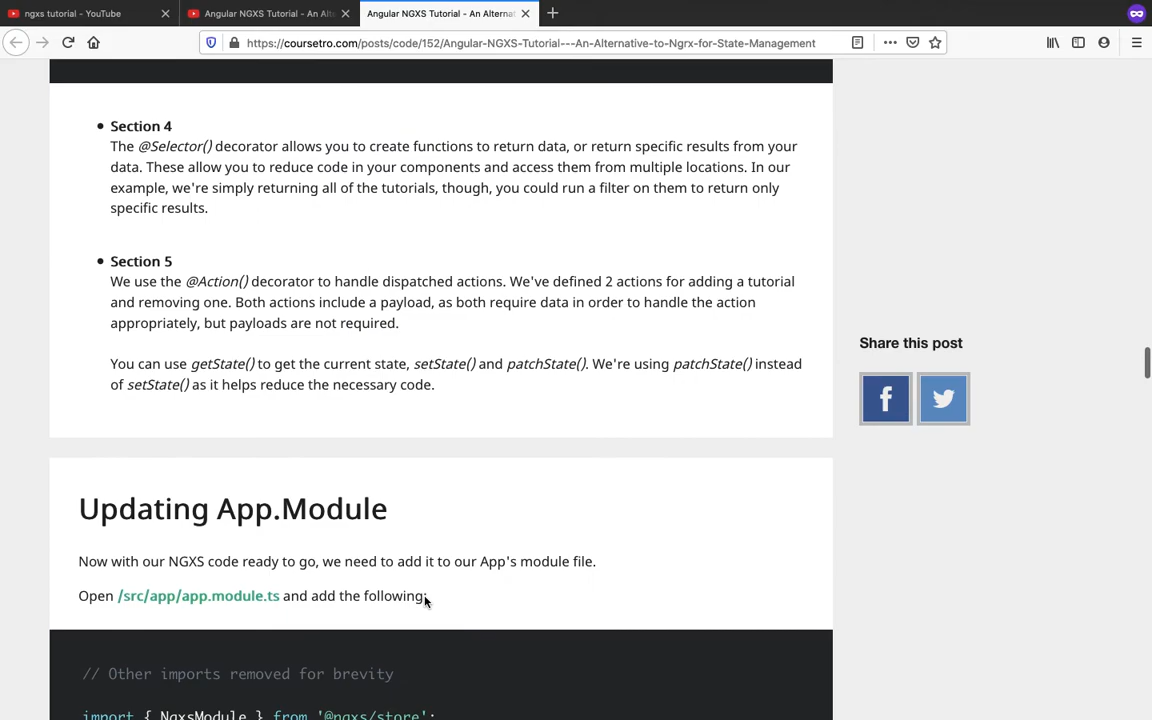 ngxs tutorial - YouTube
Angular NGXS Tutorial - An Alt
Angular NGXS Tutorial - An Alternat
https://coursetro.com/posts/code/152/Angular-NGXS-Tutorial---An-Alternative-to-Ngrx-for-State-Management
Section 4
The @Selector() decorator allows you to create functions to return data, or return specific results from your
data. These allow you to reduce code in your components and access them from multiple locations. In our
example, we're simply returning all of the tutorials, though, you could run a filter on them to return only
specific results.
Section 5
We use the @Action() decorator to handle dispatched actions. We've defined 2 actions for adding a tutorial
and removing one. Both actions include a payload, as both require data in order to handle the action
appropriately, but payloads are not required.
You can use getState() to get the current state, setState() and patchState(). We're using patchState() instead
of setState() as it helps reduce the necessary code.
Share this post
Updating App.Module
Now with our NGXS code ready to go, we need to add it to our App's module file.
Open /src/app/app.module.ts and add the following:
// Other imports removed for brevity
import { NgxsModule } from '@ngxs/store';